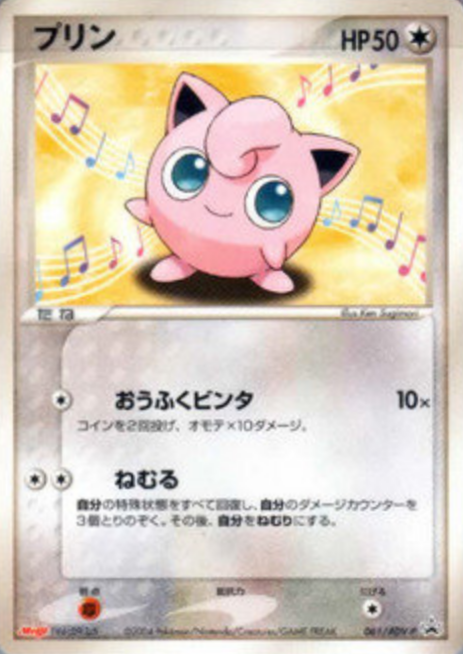 プリン HP50
たね Illus. Ken Sugimori
おうふくビンタ 10×
コインを2回投げ、オモテ×10ダメージ。
ねむる
自分の特殊状態をすべて回復し、自分のダメージカウンターを
3個とりのぞく。その後、自分をねむりにする。
弱点 抵抗力 にげる
Meiji ©2004 Pokémon/Nintendo/Creatures/GAME FREAK. 061/ADV-P